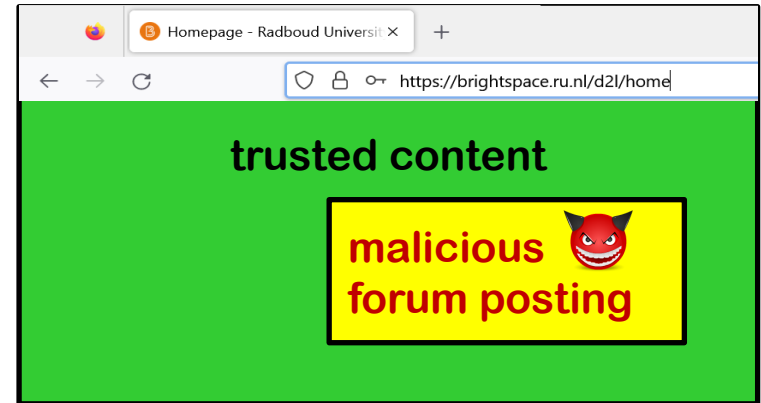 Homepage - Radboud Universit
https://brightspace.ru.nl/d2l/home
trusted content
malicious
forum posting